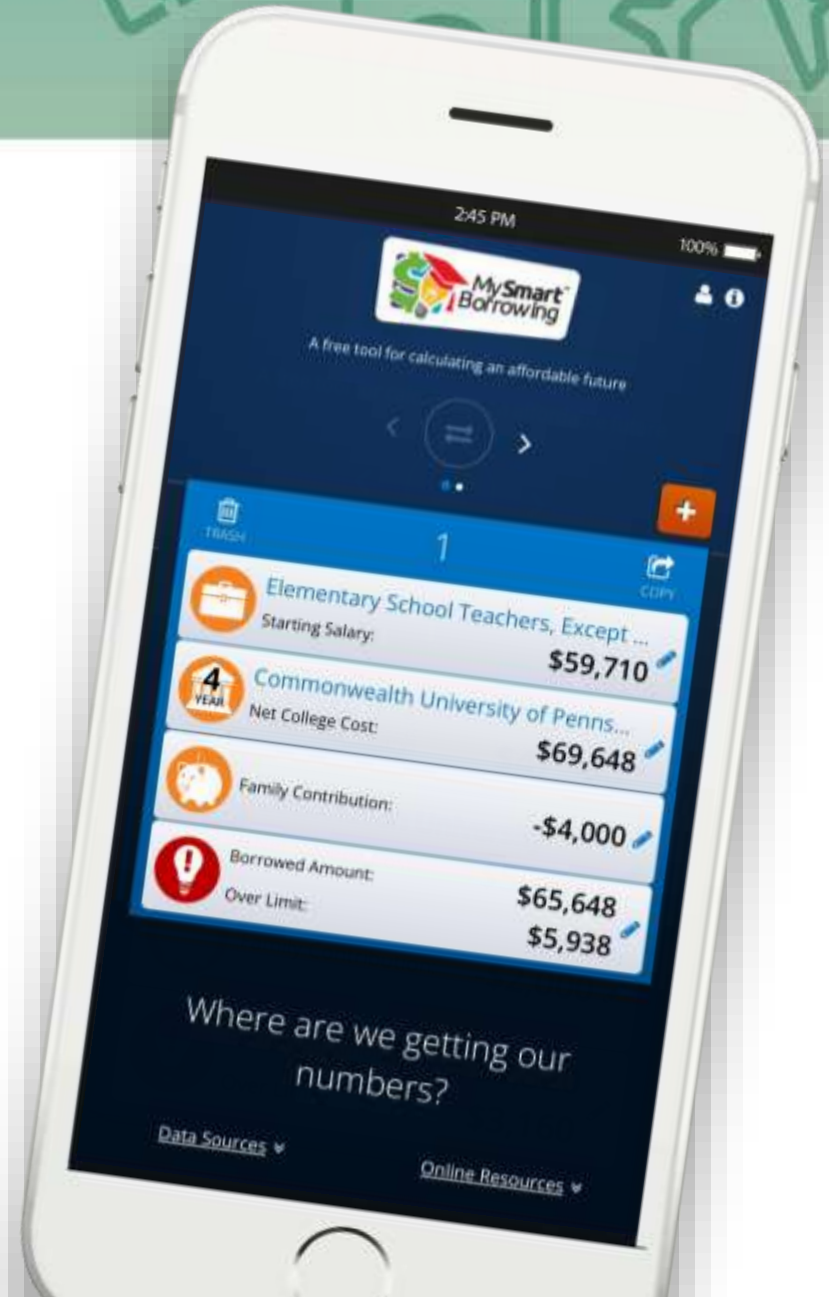 2:45 PM
100%
MySmart™
Borrowing
A free tool for calculating an affordable future
TRASH
1
COPY
Elementary School Teachers, Except ...
Starting Salary:
$59,710
4
YEAR
Commonwealth University of Penns...
Net College Cost:
$69,648
Family Contribution:
-$4,000
Borrowed Amount:
$65,648
Over Limit:
$5,938
Where are we getting our
numbers?
Data Sources
Online Resources